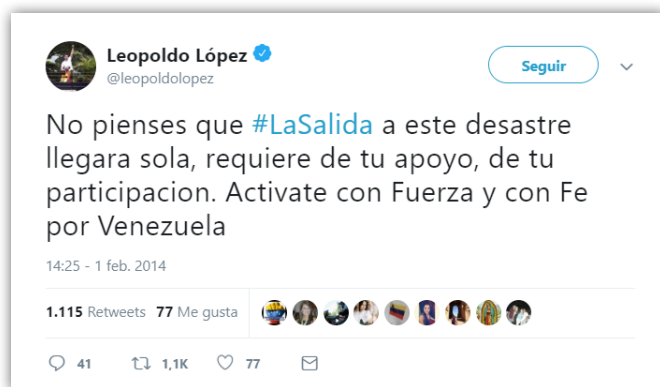 Leopoldo López
@leopoldolopez
Seguir
No pienses que #LaSalida a este desastre
llegara sola, requiere de tu apoyo, de tu
participacion. Activate con Fuerza y con Fe
por Venezuela
14:25 - 1 feb. 2014
1.115 Retweets 77 Me gusta
41 1,1K 77